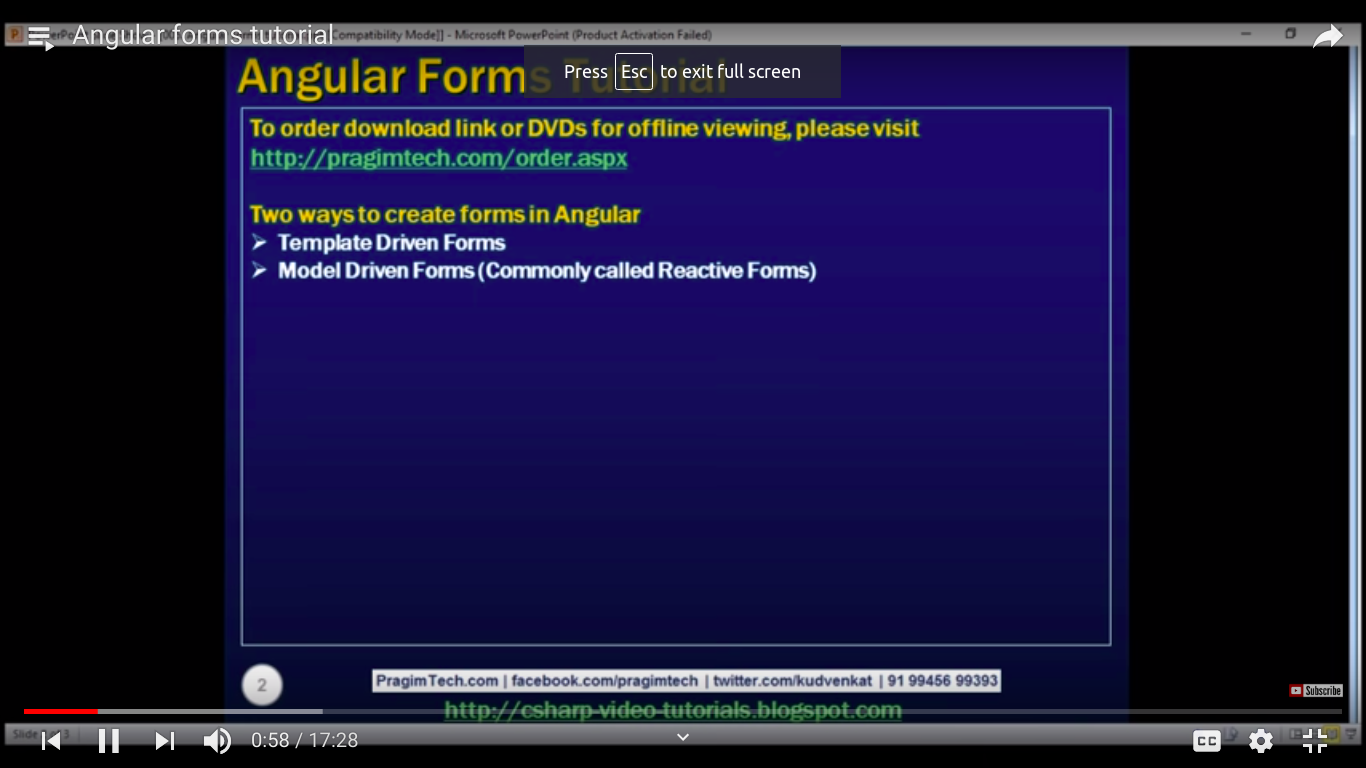 Angular forms tutorial
Compatibility Mode]] - Microsoft PowerPoint (Product Activation Failed)
Press Esc to exit full screen
Angular Forms Tutorial
To order download link or DVDs for offline viewing, please visit
http://pragimtech.com/order.aspx
Two ways to create forms in Angular
Template Driven Forms
Model Driven Forms (Commonly called Reactive Forms)
2
PragimTech.com | facebook.com/pragimtech | twitter.com/kudvenkat | 91 99456 99393
Subscribe
http://csharp-video-tutorials.blogspot.com
Slide
0:58 / 17:28
CC